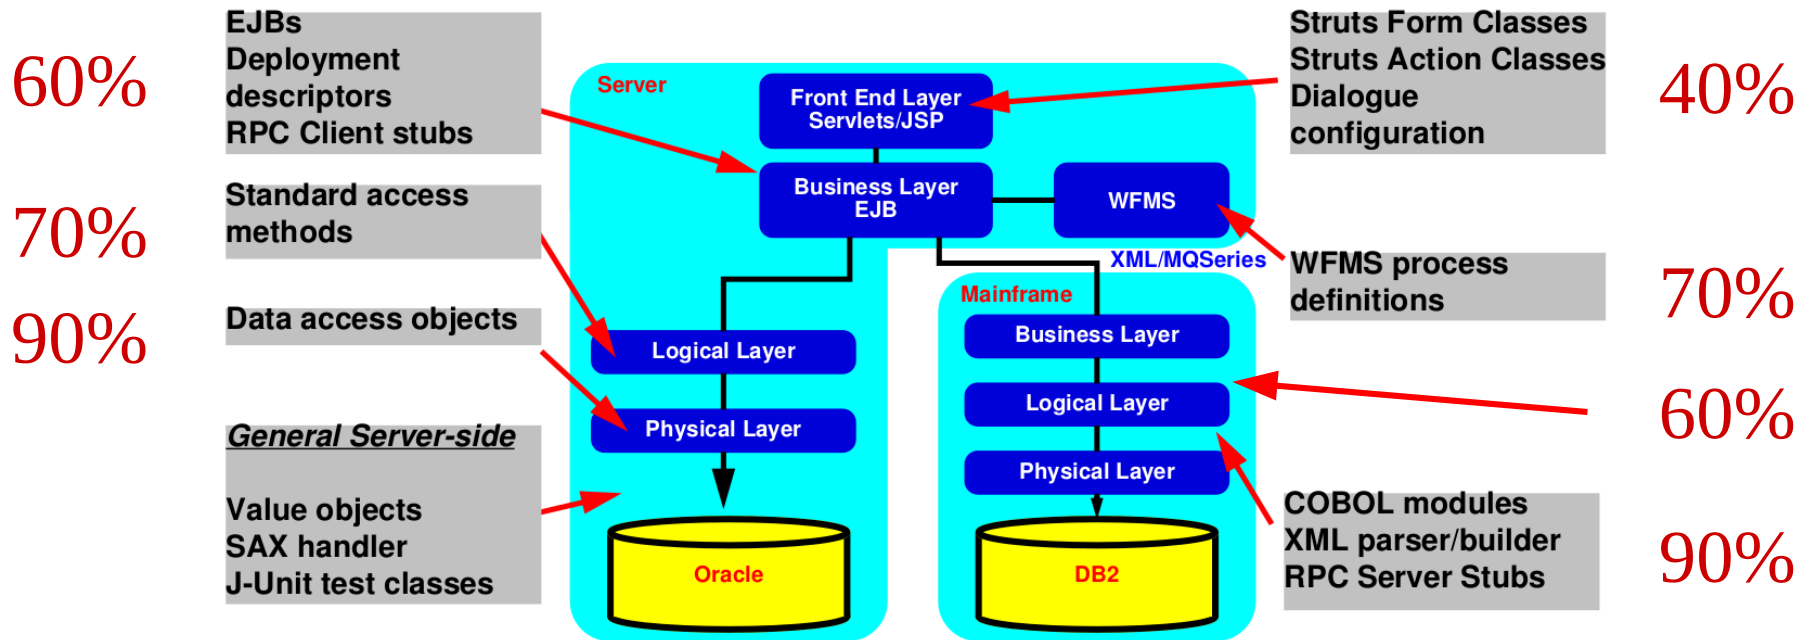 60%
EJBs
Deployment
descriptors
RPC Client stubs
70%
Standard access
methods
90%
Data access objects
General Server-side
Value objects
SAX handler
J-Unit test classes
Server
Front End Layer
Servlets/JSP
Business Layer
EJB
WFMS
XML/MQSeries
Logical Layer
Physical Layer
Oracle
Mainframe
Business Layer
Logical Layer
Physical Layer
DB2
Struts Form Classes
Struts Action Classes
Dialogue
configuration
40%
WFMS process
definitions
70%
60%
COBOL modules
XML parser/builder
RPC Server Stubs
90%